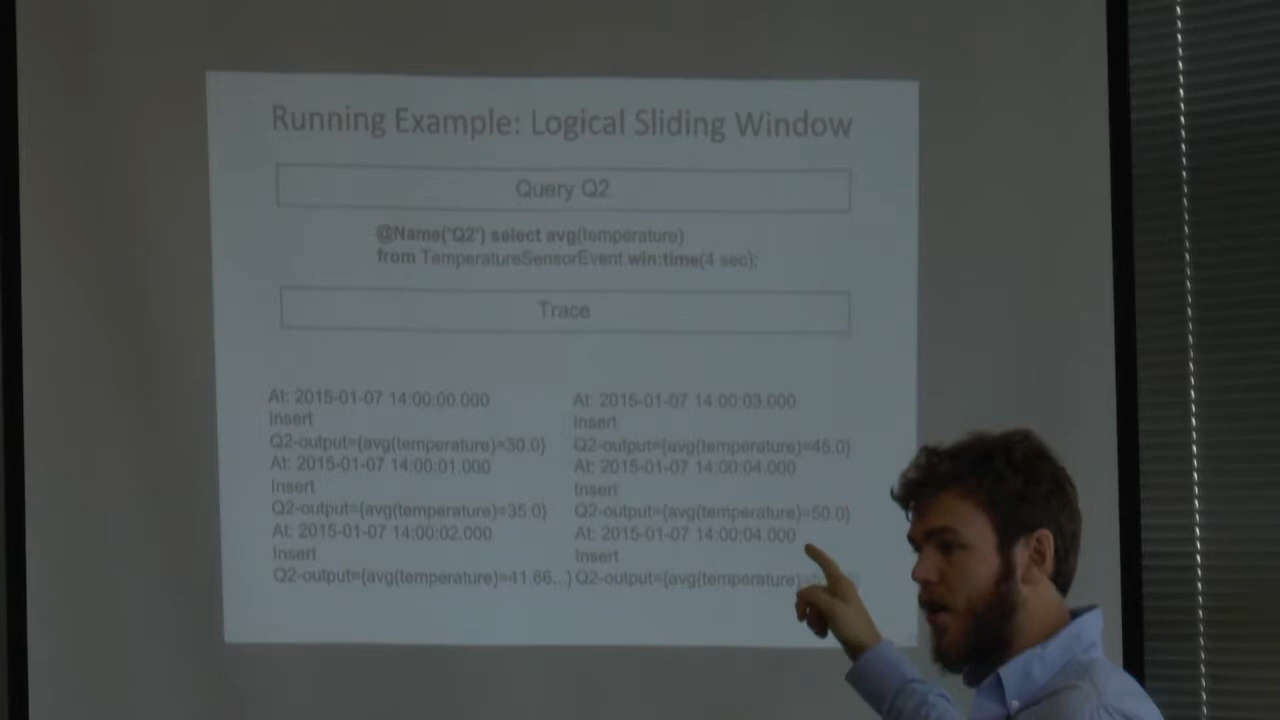 Running Example: Logical Sliding Window
Query Q2
@Name('Q2') select avg(temperature)
from TemperatureSensorEvent.win:time(4 sec);
Trace
At: 2015-01-07 14:00:00.000
Insert
Q2-output={avg(temperature)=30.0}
At: 2015-01-07 14:00:01.000
Insert
Q2-output={avg(temperature)=35.0}
At: 2015-01-07 14:00:02.000
Insert
Q2-output={avg(temperature)=41.66...}
At: 2015-01-07 14:00:03.000
Insert
Q2-output={avg(temperature)=45.0}
At: 2015-01-07 14:00:04.000
Insert
Q2-output={avg(temperature)=50.0}
At: 2015-01-07 14:00:04.000
Insert
Q2-output={avg(temperature)